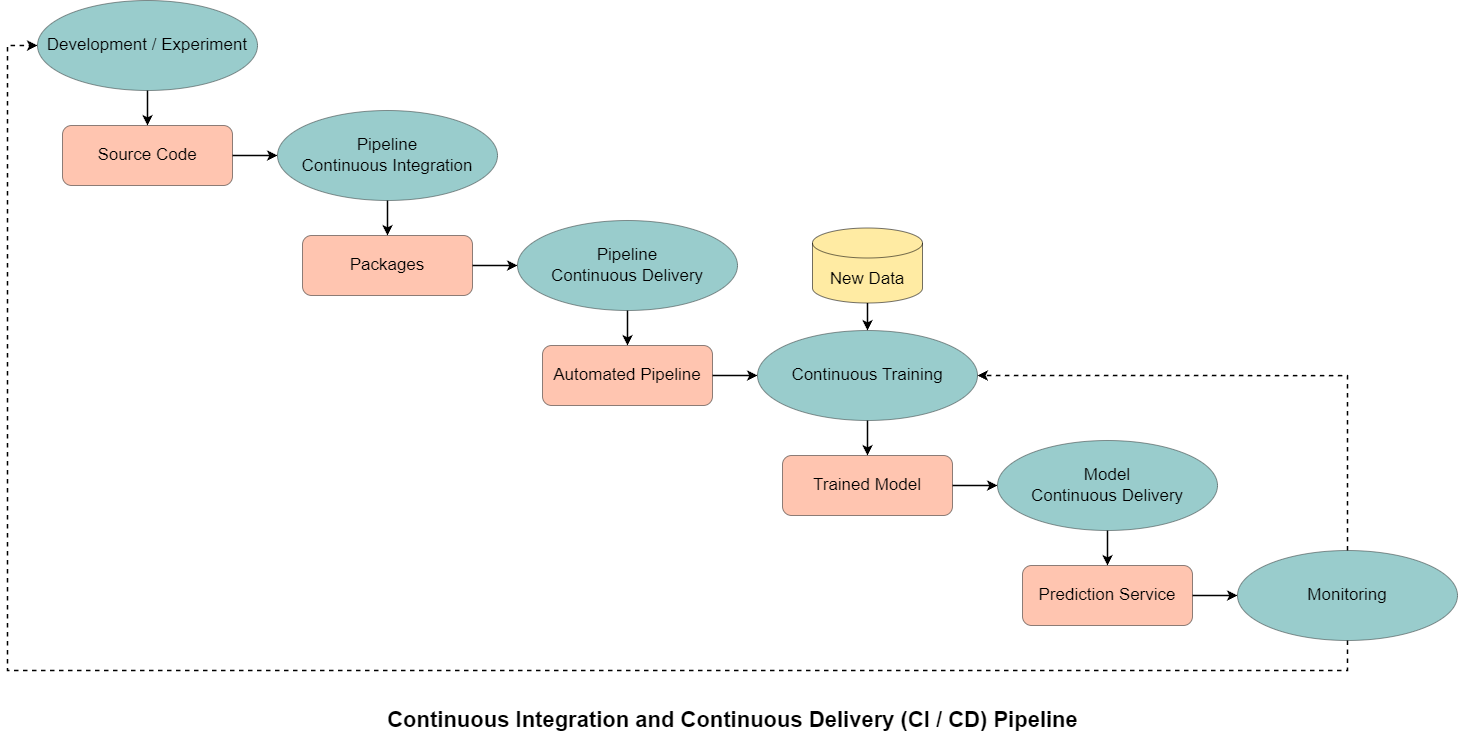 Development / Experiment
Source Code
Pipeline
Continuous Integration
Packages
Pipeline
Continuous Delivery
New Data
Automated Pipeline
Continuous Training
Trained Model
Model
Continuous Delivery
Prediction Service
Monitoring
Continuous Integration and Continuous Delivery (CI / CD) Pipeline